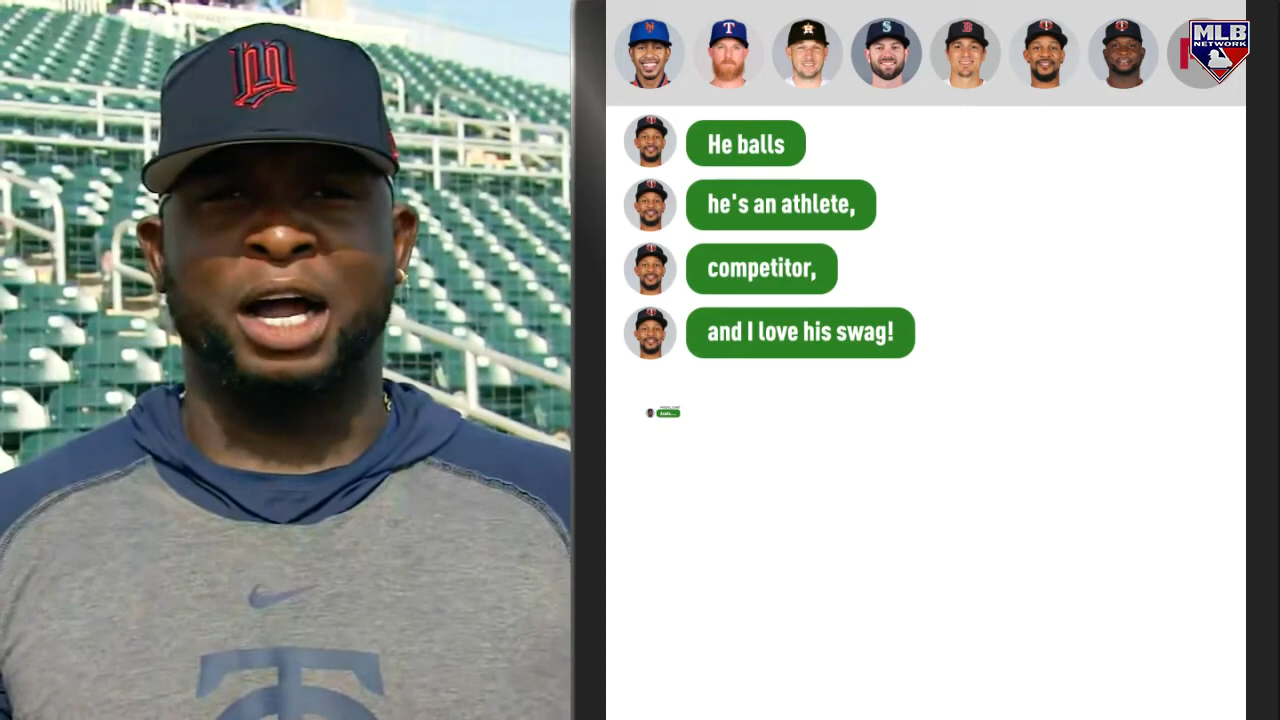 MLB
NETWORK
He balls
he's an athlete,
competitor,
and I love his swag!